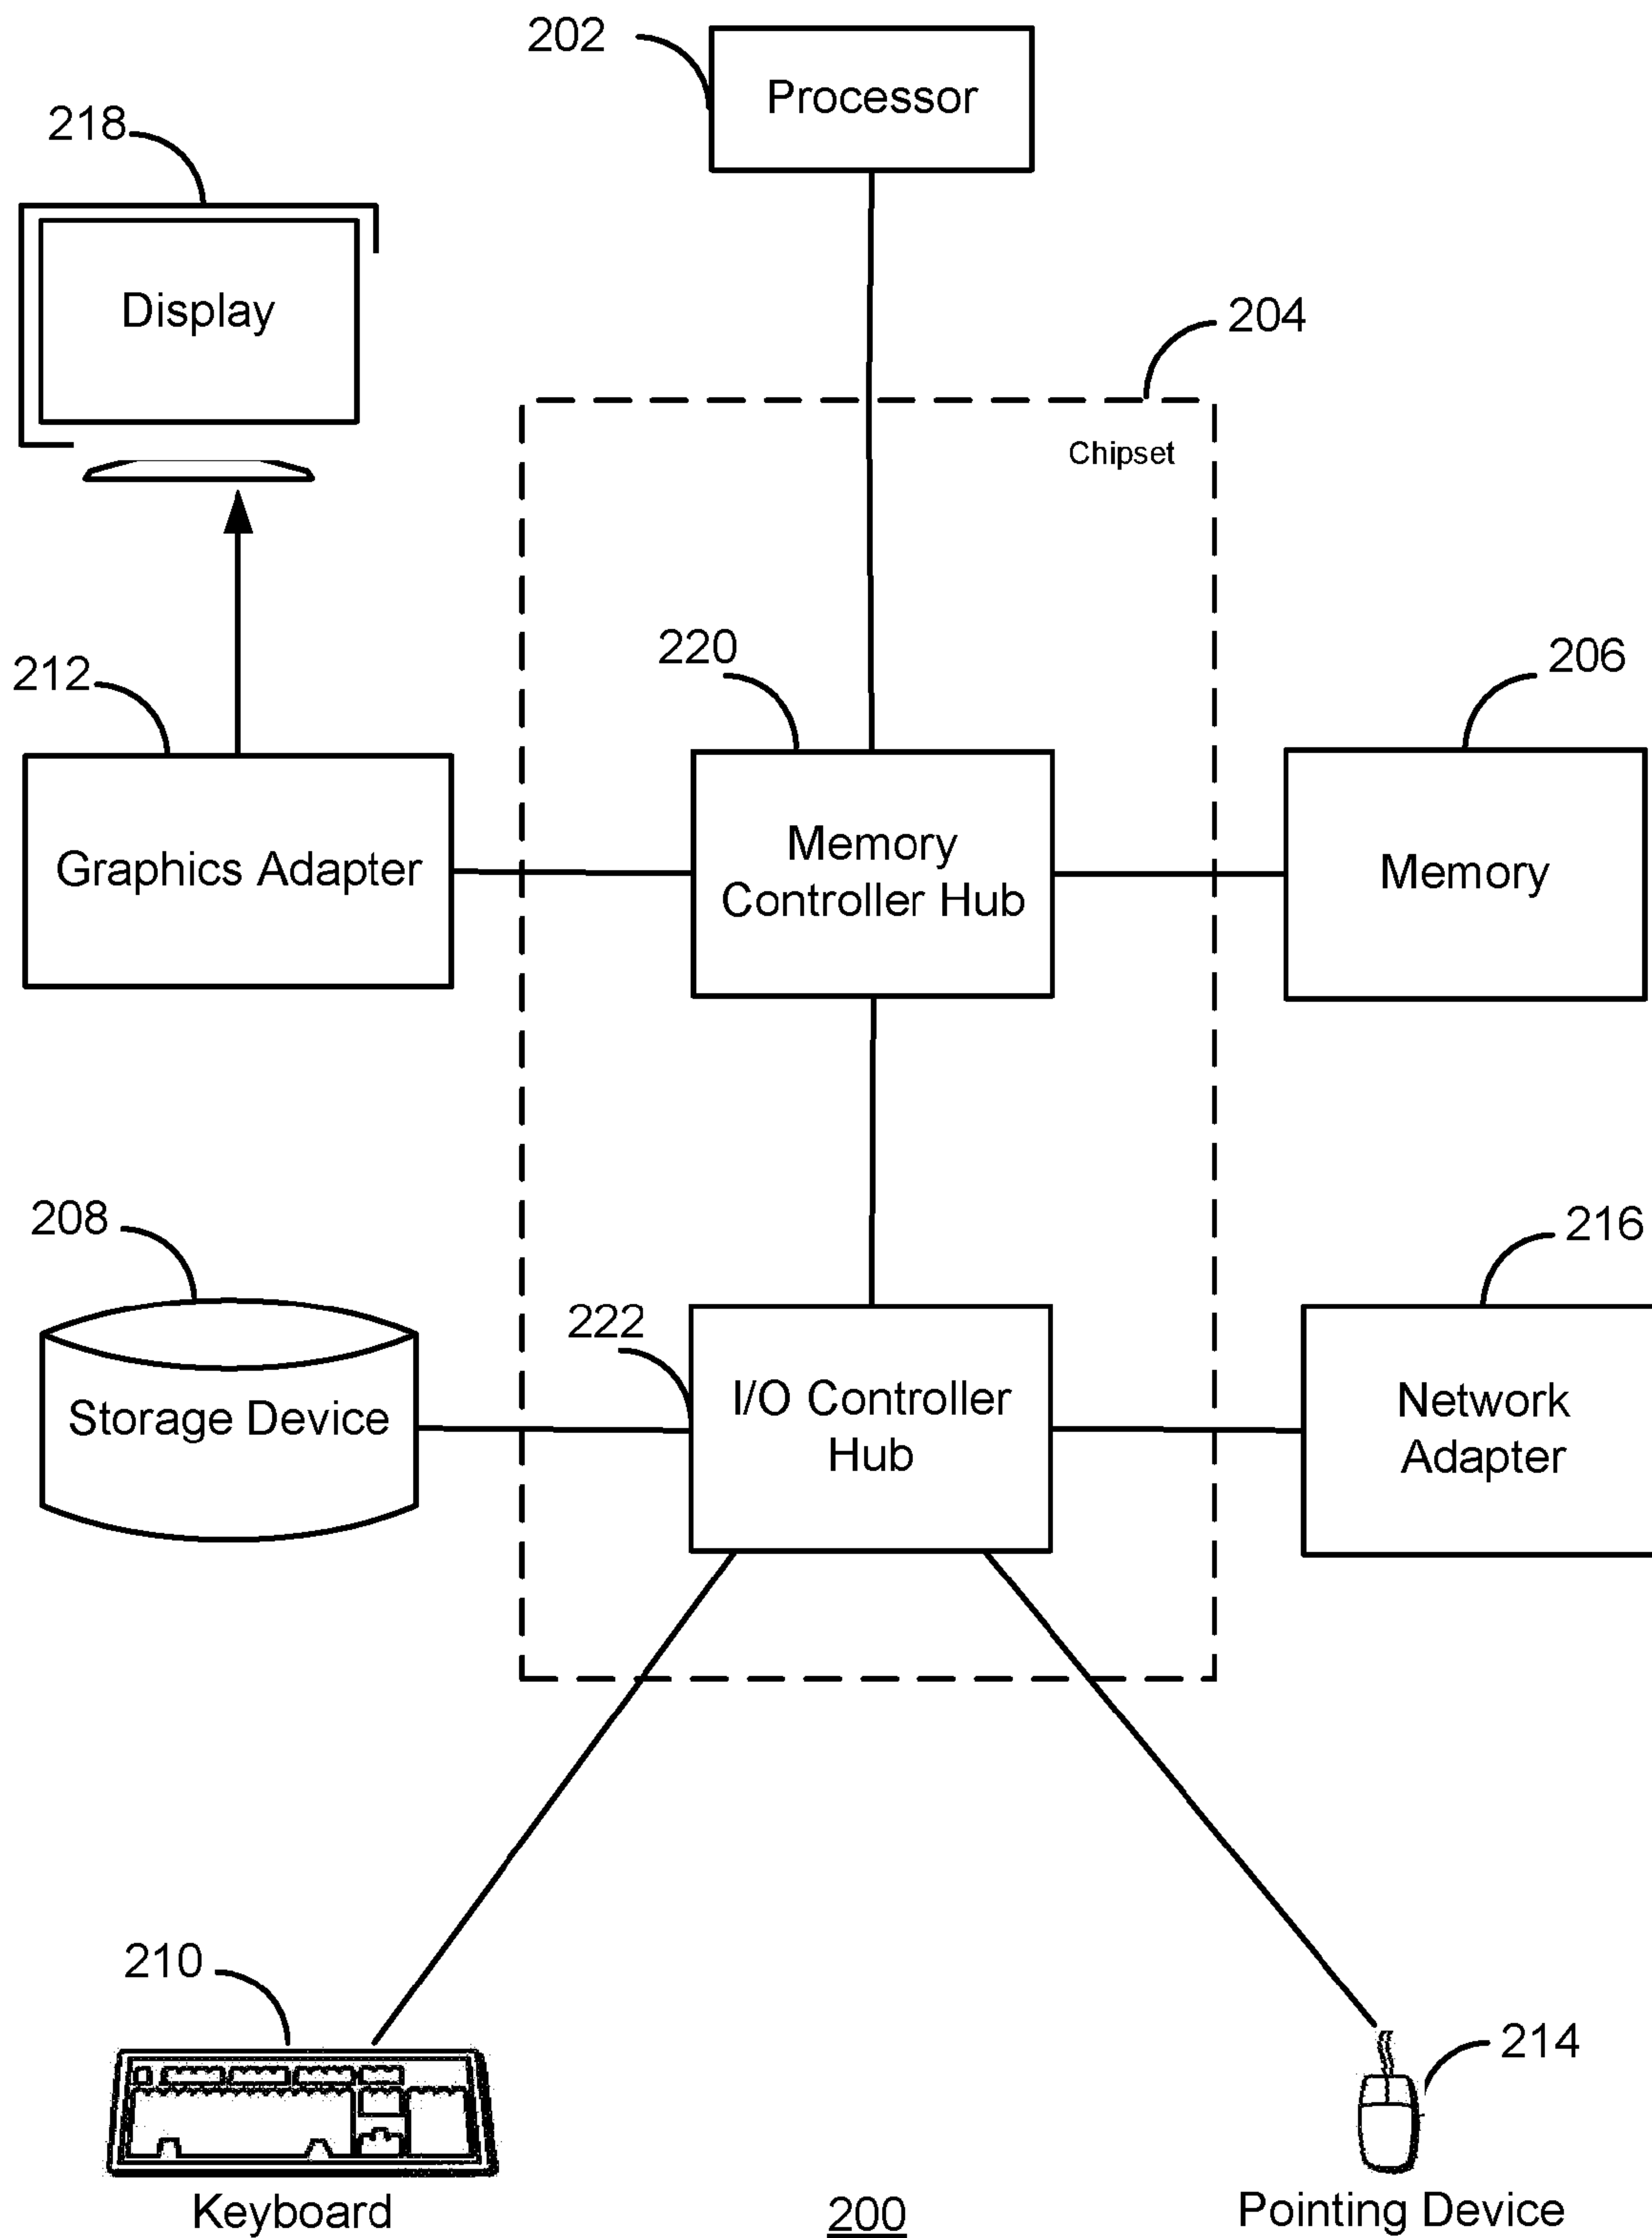 202
Processor
218
Display
204
Chipset
220
206
212
Memory
Controller Hub
Graphics Adapter
Memory
208
216
222
I/O Controller
Hub
Storage Device
Network
Adapter
210
214
Keyboard
200
Pointing Device